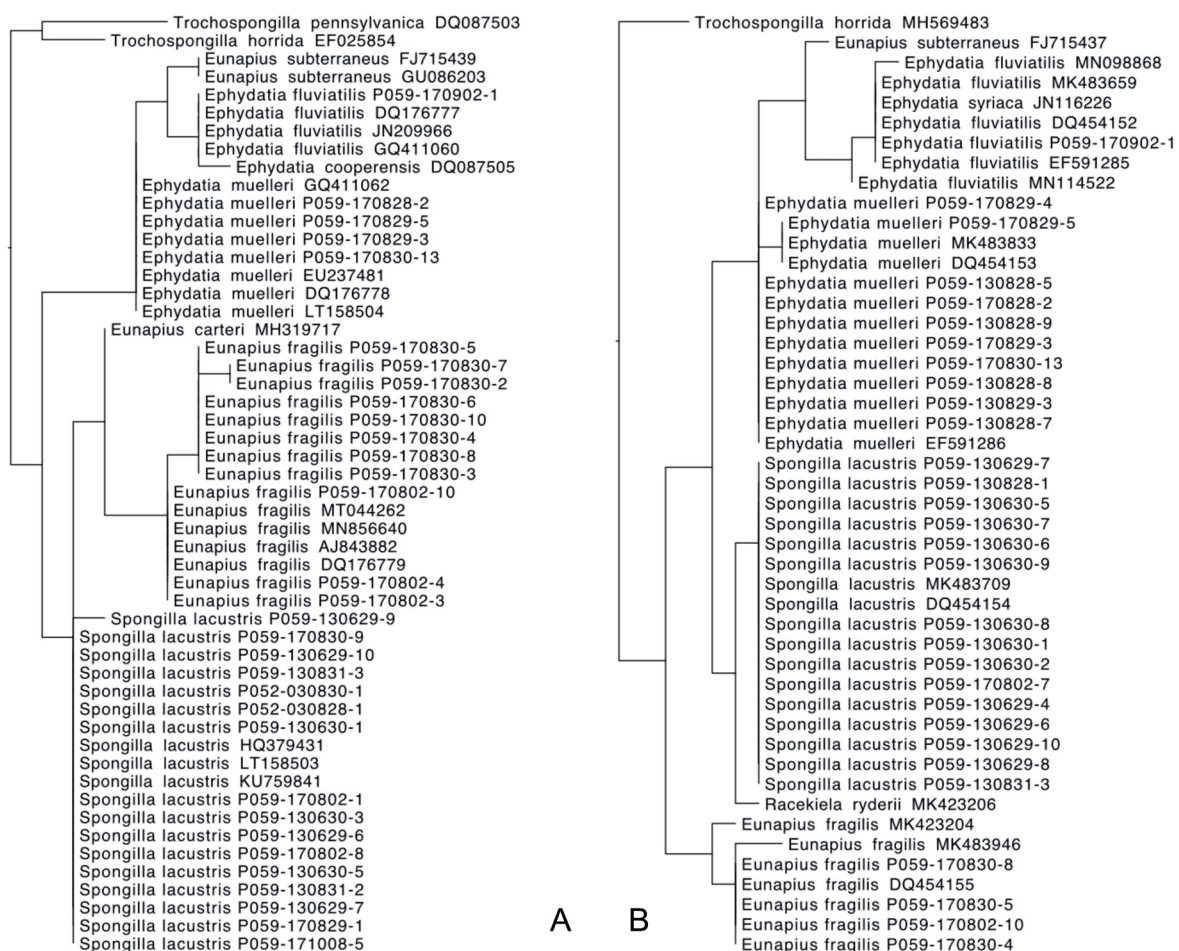 Trochospongilla pennsylvanica DQ087503
Trochospongilla horrida EF025854
Eunapius subterraneus FJ715439
Eunapius subterraneus GU086203
Ephydatia fluviatilis P059-170902-1
Ephydatia fluviatilis DQ176777
Ephydatia fluviatilis JN209966
Ephydatia fluviatilis GQ411060
Ephydatia cooperensis DQ087505
Ephydatia muelleri GQ411062
Ephydatia muelleri P059-170828-2
Ephydatia muelleri P059-170829-5
Ephydatia muelleri P059-170829-3
Ephydatia muelleri P059-170830-13
Ephydatia muelleri EU237481
Ephydatia muelleri DQ176778
Ephydatia muelleri LT158504
Eunapius carteri MH319717
Eunapius fragilis P059-170830-5
Eunapius fragilis P059-170830-7
Eunapius fragilis P059-170830-2
Eunapius fragilis P059-170830-6
Eunapius fragilis P059-170830-10
Eunapius fragilis P059-170830-4
Eunapius fragilis P059-170830-8
Eunapius fragilis P059-170830-3
Eunapius fragilis P059-170802-10
Eunapius fragilis MT044262
Eunapius fragilis MN856640
Eunapius fragilis AJ843882
Eunapius fragilis DQ176779
Eunapius fragilis P059-170802-4
Eunapius fragilis P059-170802-3
Spongilla lacustris P059-130629-9
Spongilla lacustris P059-170830-9
Spongilla lacustris P059-130629-10
Spongilla lacustris P059-130831-3
Spongilla lacustris P052-030830-1
Spongilla lacustris P052-030828-1
Spongilla lacustris P059-130630-1
Spongilla lacustris HQ379431
Spongilla lacustris LT158503
Spongilla lacustris KU759841
Spongilla lacustris P059-170802-1
Spongilla lacustris P059-130630-3
Spongilla lacustris P059-130629-6
Spongilla lacustris P059-170802-8
Spongilla lacustris P059-130630-5
Spongilla lacustris P059-130831-2
Spongilla lacustris P059-130629-7
Spongilla lacustris P059-170829-1
Spongilla lacustris P059-171008-5
A
B
Trochospongilla horrida MH569483
Eunapius subterraneus FJ715437
Ephydatia fluviatilis MN098868
Ephydatia fluviatilis MK483659
Ephydatia syriaca JN116226
Ephydatia fluviatilis DQ454152
Ephydatia fluviatilis P059-170902-1
Ephydatia fluviatilis EF591285
Ephydatia fluviatilis MN114522
Ephydatia muelleri P059-170829-4
Ephydatia muelleri P059-170829-5
Ephydatia muelleri MK483833
Ephydatia muelleri DQ454153
Ephydatia muelleri P059-130828-5
Ephydatia muelleri P059-170828-2
Ephydatia muelleri P059-130828-9
Ephydatia muelleri P059-170829-3
Ephydatia muelleri P059-170830-13
Ephydatia muelleri P059-130828-8
Ephydatia muelleri P059-130829-3
Ephydatia muelleri P059-130828-7
Ephydatia muelleri EF591286
Spongilla lacustris P059-130629-7
Spongilla lacustris P059-130828-1
Spongilla lacustris P059-130630-5
Spongilla lacustris P059-130630-7
Spongilla lacustris P059-130630-6
Spongilla lacustris P059-130630-9
Spongilla lacustris MK483709
Spongilla lacustris DQ454154
Spongilla lacustris P059-130630-8
Spongilla lacustris P059-130630-1
Spongilla lacustris P059-130630-2
Spongilla lacustris P059-170802-7
Spongilla lacustris P059-130629-4
Spongilla lacustris P059-130629-6
Spongilla lacustris P059-130629-10
Spongilla lacustris P059-130629-8
Spongilla lacustris P059-130831-3
Racekiela ryderii MK423206
Eunapius fragilis MK423204
Eunapius fragilis MK483946
Eunapius fragilis P059-170830-8
Eunapius fragilis DQ454155
Eunapius fragilis P059-170830-5
Eunapius fragilis P059-170802-10
Eunapius fragilis P059-170830-4